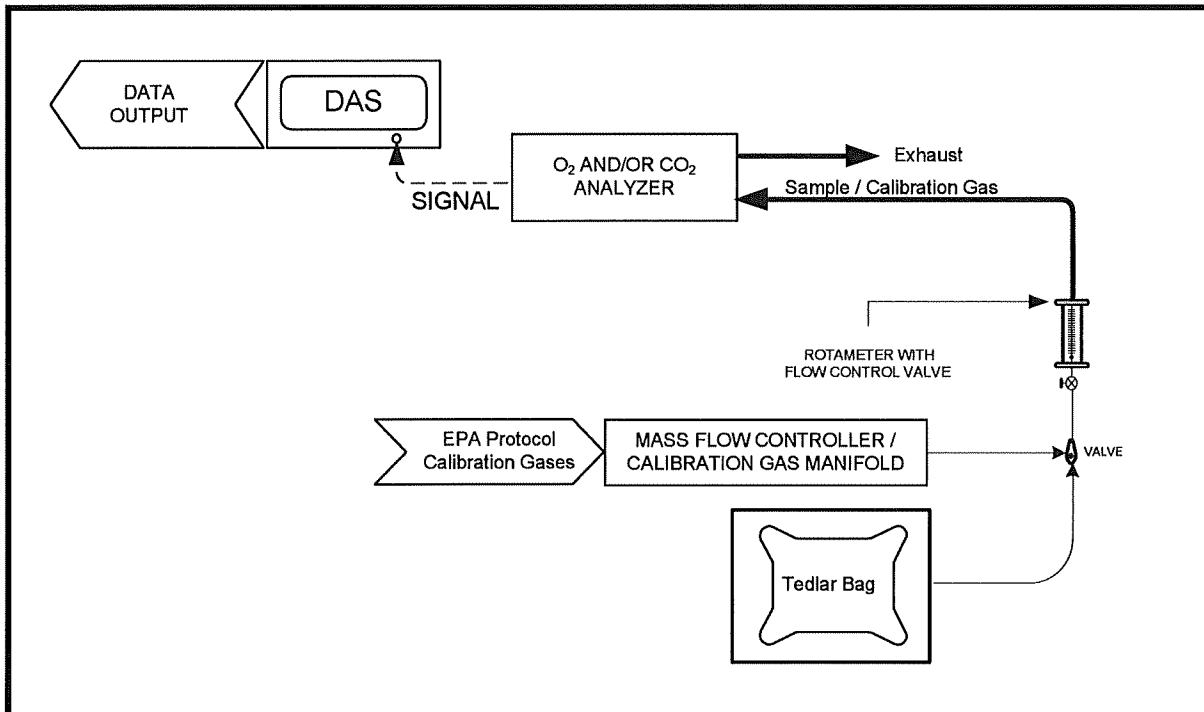 DATA
OUTPUT
DAS
SIGNAL
O₂ AND/OR CO₂
ANALYZER
Exhaust
Sample / Calibration Gas
ROTAMETER WITH
FLOW CONTROL VALVE
EPA Protocol
Calibration Gases
MASS FLOW CONTROLLER /
CALIBRATION GAS MANIFOLD
VALVE
Tedlar Bag